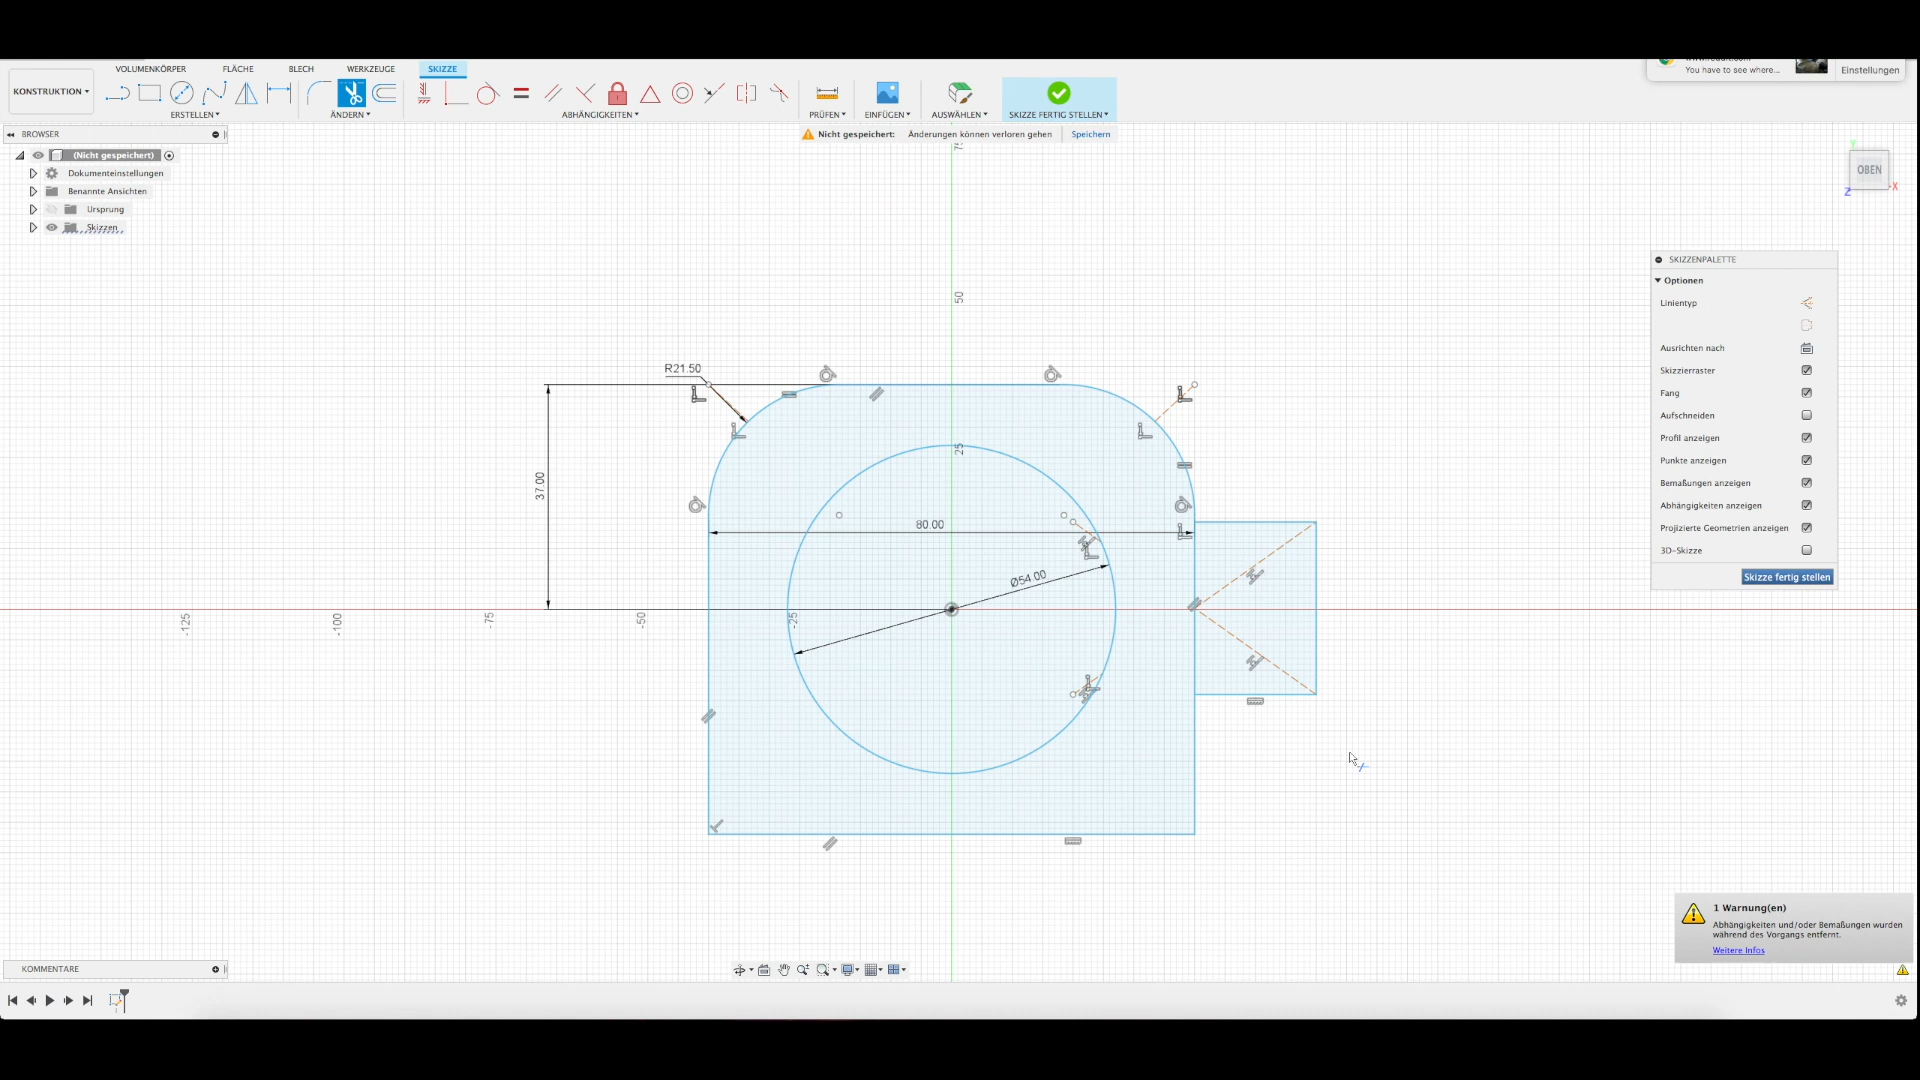 VOLUMENKÖRPER FLÄCHE BLECH WERKZEUGE SKIZZE
You have to see where...
Einstellungen
KONSTRUKTION
ERSTELLEN ÄNDERN ABHÄNGIGKEITEN PRÜFEN EINFÜGEN AUSWÄHLEN SKIZZE FERTIG STELLEN
BROWSER
Nicht gespeichert: Änderungen können verloren gehen Speichern
(Nicht gespeichert)
Dokumenteinstellungen
Benannte Ansichten
Ursprung
Skizzen
OBEN
Y
X
Z
SKIZZENPALETTE
Optionen
Linientyp
Ausrichten nach
Skizzierraster
Fang
Aufschneiden
Profil anzeigen
Punkte anzeigen
Bemaßungen anzeigen
Abhängigkeiten anzeigen
Projizierte Geometrien anzeigen
3D-Skizze
Skizze fertig stellen
50
R21.50
25
37.00
80.00
Ø54.00
-125 -100 -75 -50 -25
1 Warnung(en)
Abhängigkeiten und/oder Bemaßungen wurden
während des Vorgangs entfernt.
Weitere Infos
KOMMENTARE